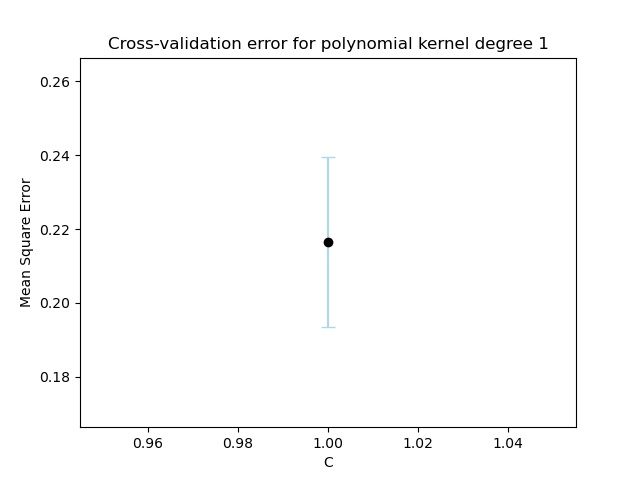 Cross-validation error for polynomial kernel degree 1
0.26
0.24
0.22
0.20
0.18
Mean Square Error
0.96 0.98 1.00 1.02 1.04
C